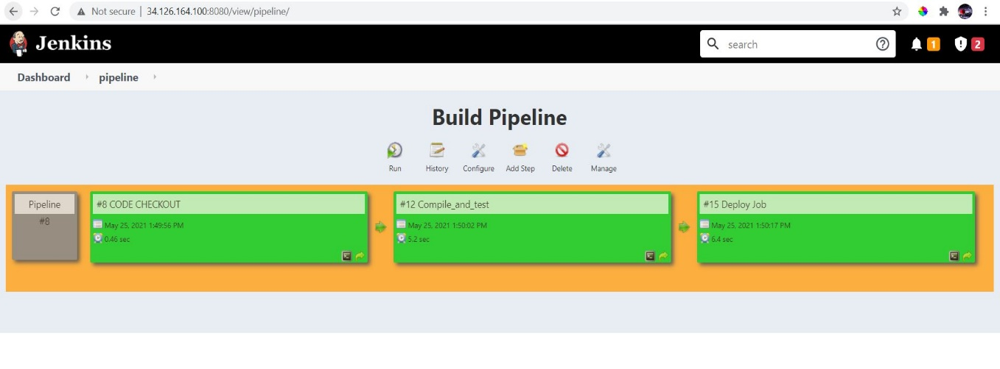 Not secure | 34.126.164.100:8080/view/pipeline/
Jenkins
search
1
2
Dashboard
pipeline
Build Pipeline
Run
History
Configure
Add Step
Delete
Manage
Pipeline
#8
#8 CODE CHECKOUT
May 25, 2021 1:49:56 PM
0.46 sec
#12 Compile_and_test
May 25, 2021 1:50:02 PM
5.2 sec
#15 Deploy Job
May 25, 2021 1:50:17 PM
6.4 sec